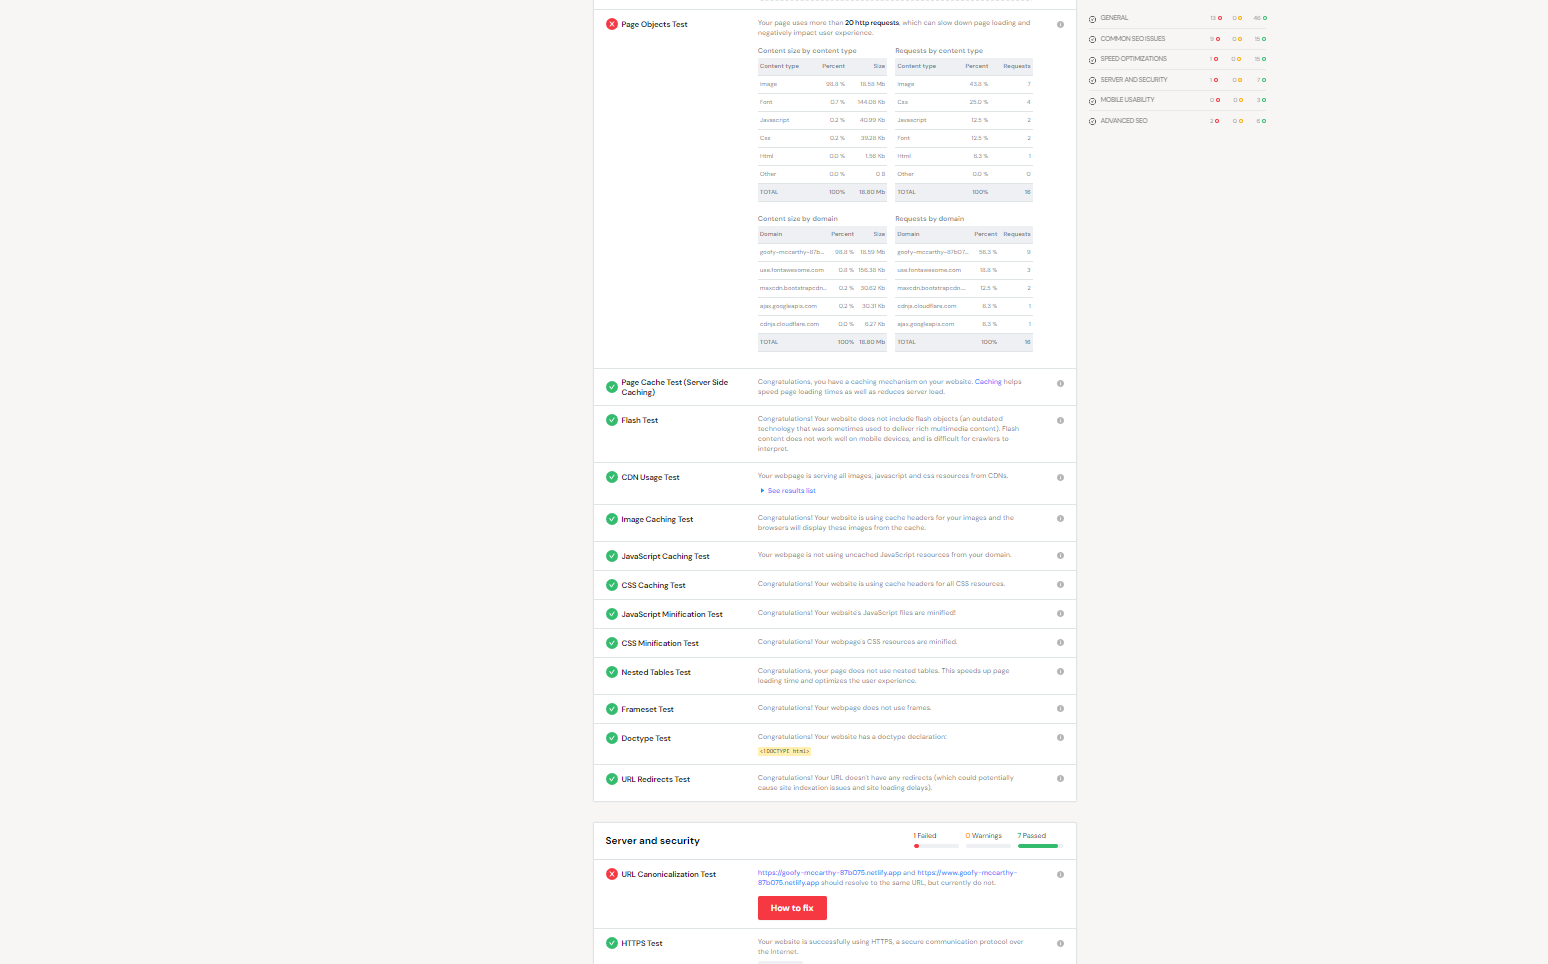 Page Objects Test
Your page uses more than 20 http requests, which can slow down page loading and
negatively impact user experience.
Content size by content type
Content type Percent Size
Image 98.8 % 18.58 Mb
Font 0.7 % 144.08 Kb
Javascript 0.2 % 40.99 Kb
Css 0.2 % 39.28 Kb
Html 0.0 % 1.58 Kb
Other 0.0 % 0 B
TOTAL 100% 18.80 Mb
Requests by content type
Content type Percent Requests
Image 43.8 % 7
Css 25.0 % 4
Javascript 12.5 % 2
Font 12.5 % 2
Html 6.3 % 1
Other 0.0 % 0
TOTAL 100% 16
Content size by domain
Domain Percent Size
goofy-mccarthy-87b... 98.8 % 18.59 Mb
use.fontawesome.com 0.8 % 156.38 Kb
maxcdn.bootstrapcdn... 0.2 % 30.62 Kb
ajax.googleapis.com 0.2 % 30.31 Kb
cdnjs.cloudflare.com 0.0 % 6.27 Kb
TOTAL 100% 18.80 Mb
Requests by domain
Domain Percent Requests
goofy-mccarthy-87b07... 56.3 % 9
use.fontawesome.com 18.8 % 3
maxcdn.bootstrapcdn... 12.5 % 2
cdnjs.cloudflare.com 6.3 % 1
ajax.googleapis.com 6.3 % 1
TOTAL 100% 16
Page Cache Test (Server Side
Caching)
Congratulations, you have a caching mechanism on your website. Caching helps
speed page loading times as well as reduces server load.
Flash Test
Congratulations! Your website does not include flash objects (an outdated
technology that was sometimes used to deliver rich multimedia content). Flash
content does not work well on mobile devices, and is difficult for crawlers to
interpret.
CDN Usage Test
Your webpage is serving all images, javascript and css resources from CDNs.
See results list
Image Caching Test
Congratulations! Your website is using cache headers for your images and the
browsers will display these images from the cache.
JavaScript Caching Test
Your webpage is not using uncached JavaScript resources from your domain.
CSS Caching Test
Congratulations! Your website is using cache headers for all CSS resources.
JavaScript Minification Test
Congratulations! Your website's JavaScript files are minified!
CSS Minification Test
Congratulations! Your webpage's CSS resources are minified.
Nested Tables Test
Congratulations, your page does not use nested tables. This speeds up page
loading time and optimizes the user experience.
Frameset Test
Congratulations! Your webpage does not use frames.
Doctype Test
Congratulations! Your website has a doctype declaration:
<!DOCTYPE html>
URL Redirects Test
Congratulations! Your URL doesn't have any redirects (which could potentially
cause site indexation issues and site loading delays).
Server and security
1 Failed 0 Warnings 7 Passed
URL Canonicalization Test
https://goofy-mccarthy-87b075.netlify.app and https://www.goofy-mccarthy-
87b075.netlify.app should resolve to the same URL, but currently do not.
How to fix
HTTPS Test
Your website is successfully using HTTPS, a secure communication protocol over
the Internet.
GENERAL 13 0 46
COMMON SEO ISSUES 9 0 15
SPEED OPTIMIZATIONS 1 0 15
SERVER AND SECURITY 1 0 7
MOBILE USABILITY 0 0 3
ADVANCED SEO 2 0 6